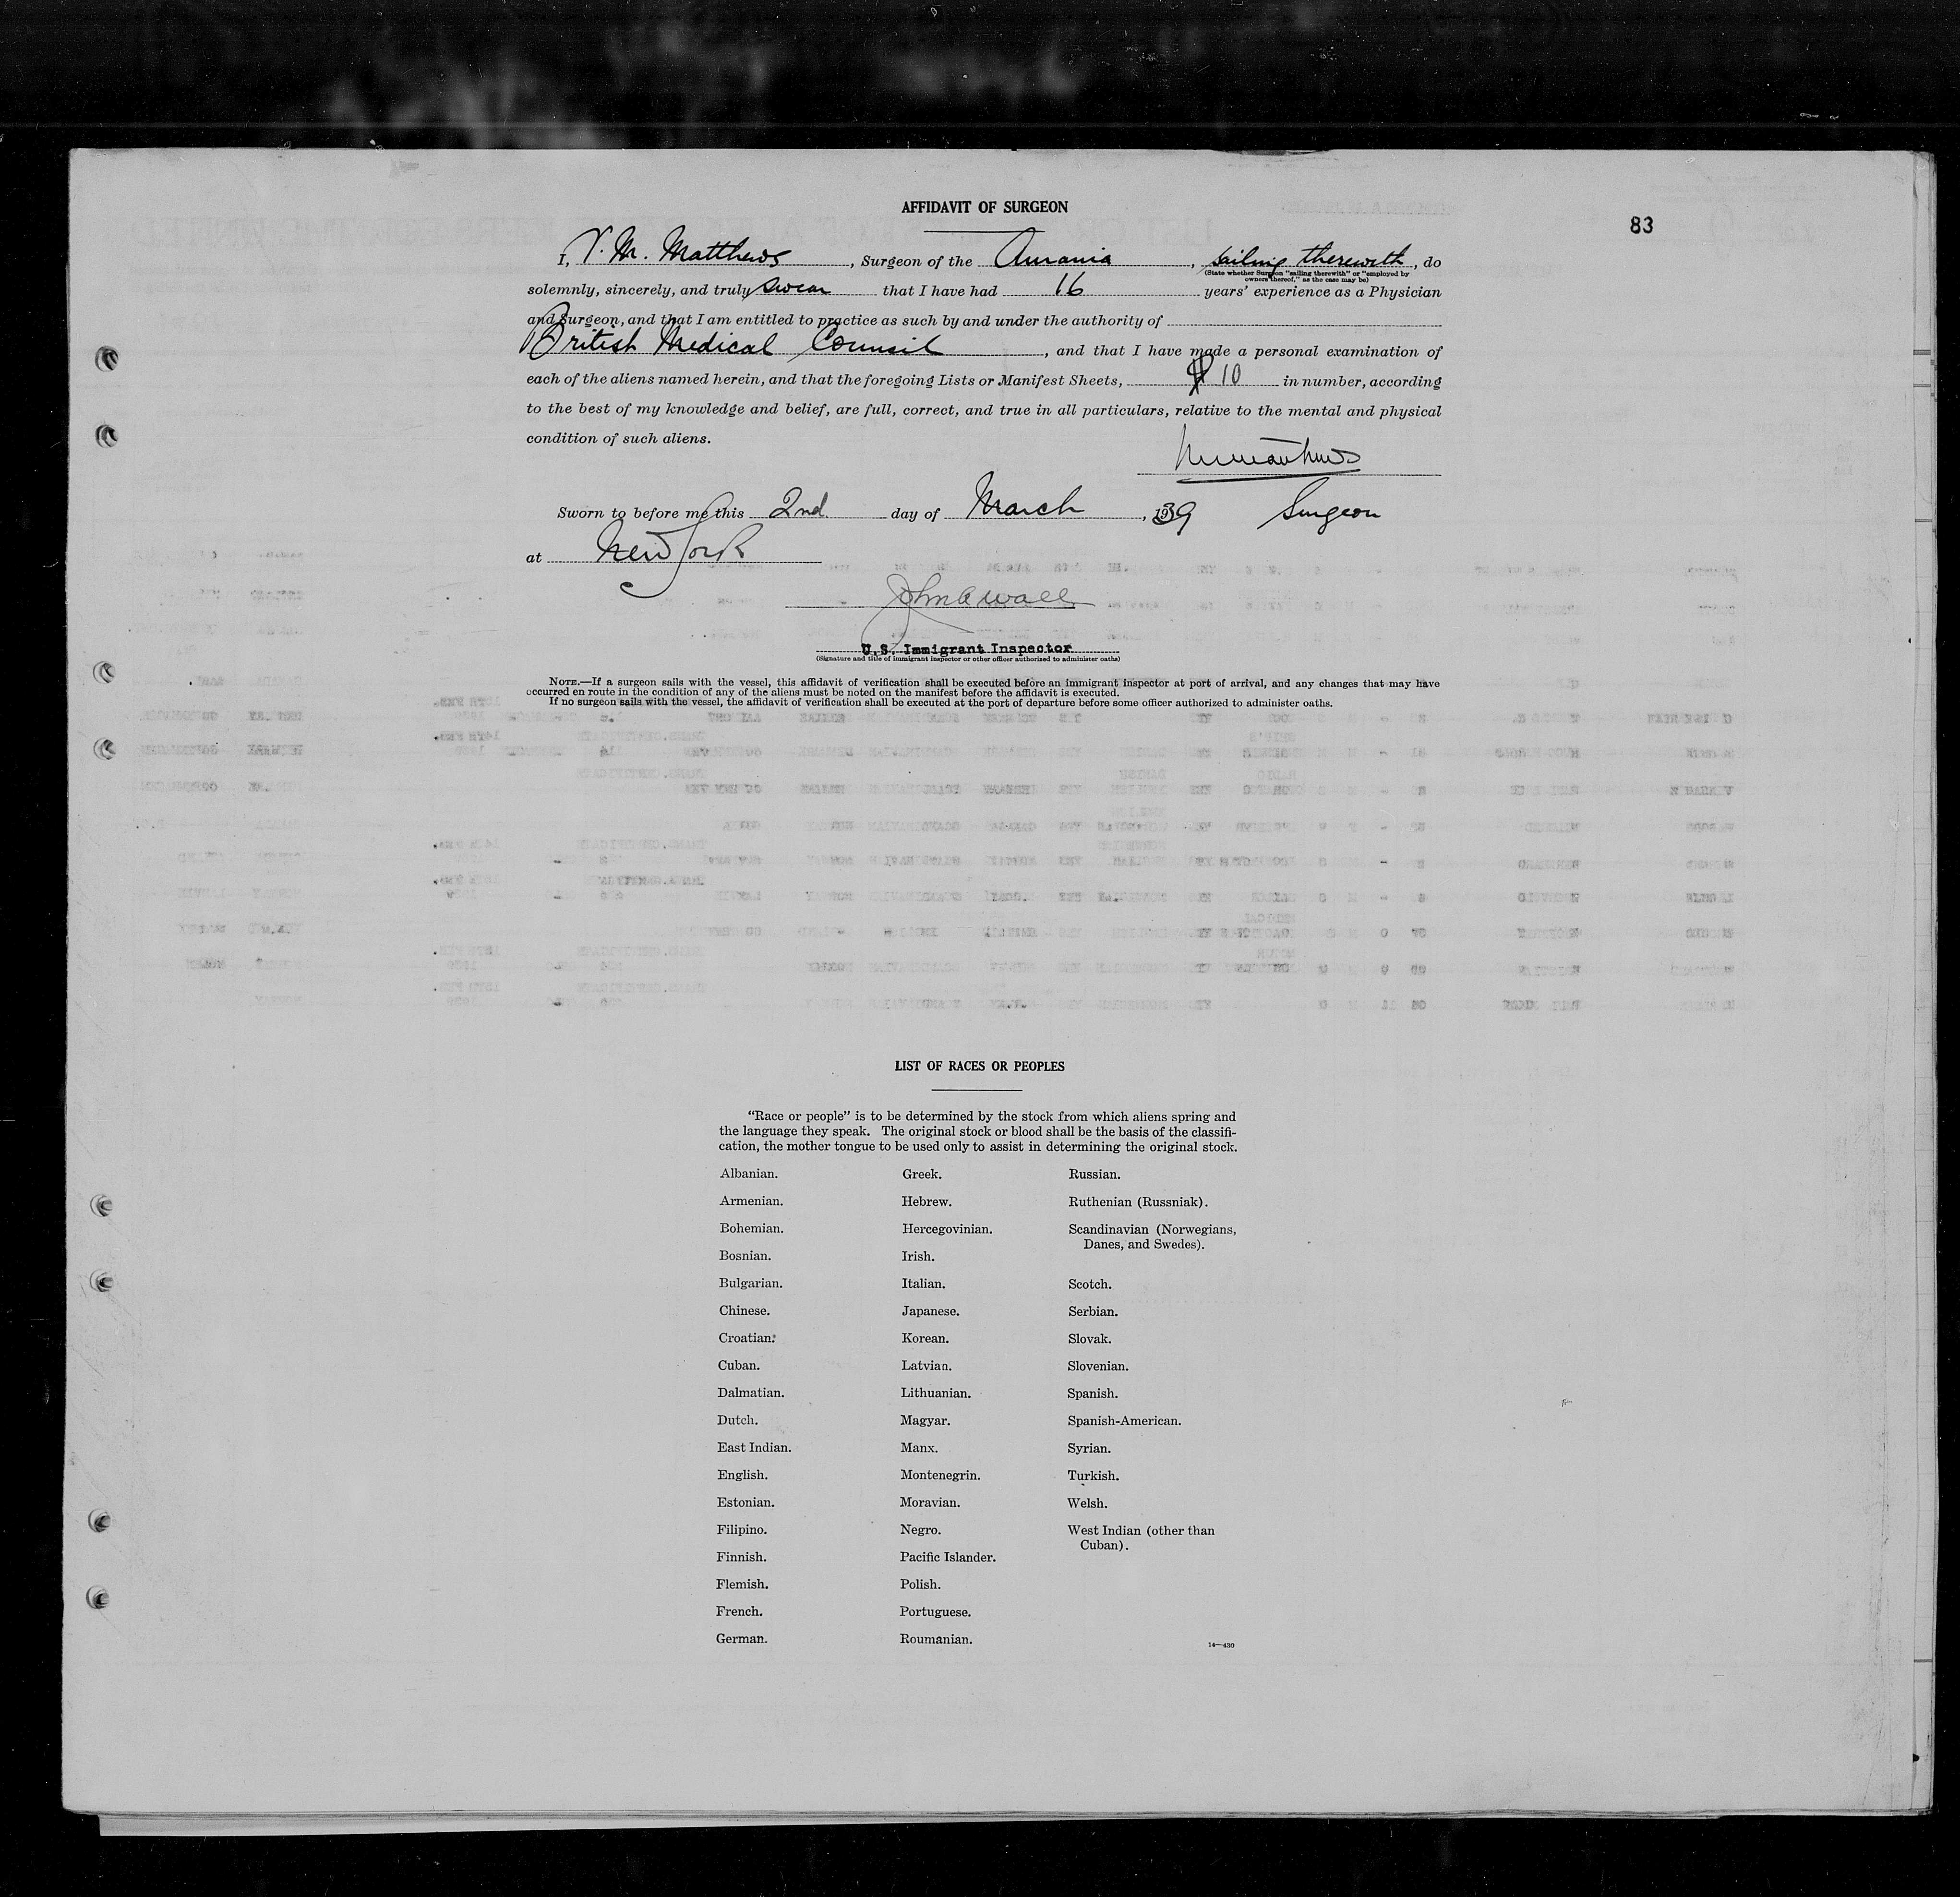 AFFIDAVIT OF SURGEON
83
I, V. M. Matthews, Surgeon of the Aurania, sailing therewith, do
(State whether Surgeon "sailing therewith" or "employed by
owners thereof," as the case may be)
solemnly, sincerely, and truly swear that I have had 16 years' experience as a Physician
and Surgeon, and that I am entitled to practice as such by and under the authority of
British Medical Council, and that I have made a personal examination of
each of the aliens named herein, and that the foregoing Lists or Manifest Sheets, 10 in number, according
to the best of my knowledge and belief, are full, correct, and true in all particulars, relative to the mental and physical
condition of such aliens.
Sworn to before me this 2nd day of March, 1939 Surgeon
at New York
U.S. Immigrant Inspector
(Signature and title of immigrant inspector or other officer authorized to administer oaths)
NOTE.—If a surgeon sails with the vessel, this affidavit of verification shall be executed before an immigrant inspector at port of arrival, and any changes that may have
occurred en route in the condition of any of the aliens must be noted on the manifest before the affidavit is executed.
If no surgeon sails with the vessel, the affidavit of verification shall be executed at the port of departure before some officer authorized to administer oaths.
LIST OF RACES OR PEOPLES
"Race or people" is to be determined by the stock from which aliens spring and
the language they speak. The original stock or blood shall be the basis of the classifi-
cation, the mother tongue to be used only to assist in determining the original stock.
Albanian.
Armenian.
Bohemian.
Bosnian.
Bulgarian.
Chinese.
Croatian.
Cuban.
Dalmatian.
Dutch.
East Indian.
English.
Estonian.
Filipino.
Finnish.
Flemish.
French.
German.
Greek.
Hebrew.
Hercegovinian.
Irish.
Italian.
Japanese.
Korean.
Latvian.
Lithuanian.
Magyar.
Manx.
Montenegrin.
Moravian.
Negro.
Pacific Islander.
Polish.
Portuguese.
Roumanian.
Russian.
Ruthenian (Russniak).
Scandinavian (Norwegians,
Danes, and Swedes).
Scotch.
Serbian.
Slovak.
Slovenian.
Spanish.
Spanish-American.
Syrian.
Turkish.
Welsh.
West Indian (other than
Cuban).
14—430